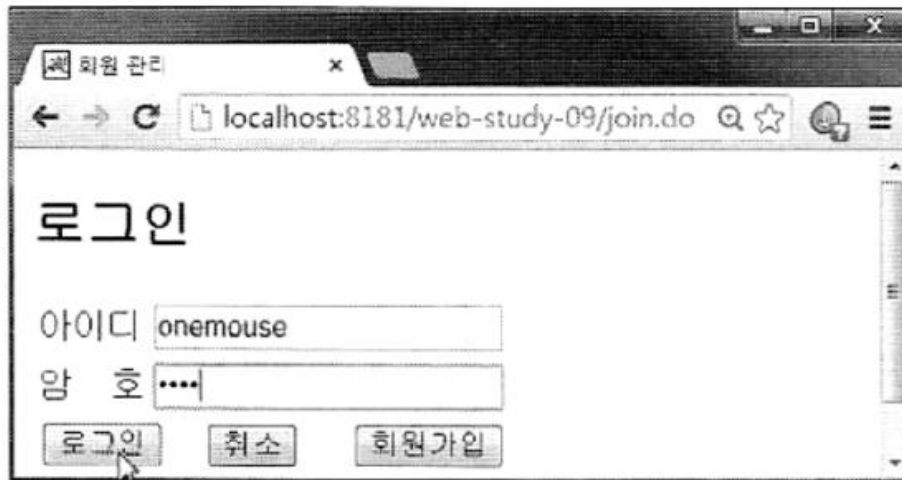 회원 관리
localhost:8181/web-study-09/join.do
로그인
아이디 onemouse
암 호 ••••
로그인 취소 회원가입